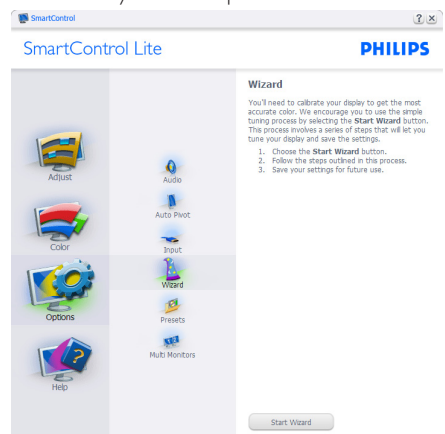 SmartControl
? ×
SmartControl Lite
PHILIPS
Adjust
Color
Options
Help
Audio
Auto Pivot
Input
Wizard
Presets
Multi Monitors
Wizard
You'll need to calibrate your display to get the most
accurate color. We encourage you to use the simple
tuning process by selecting the Start Wizard button.
This process involves a series of steps that will let you
tune your display and save the settings.
1. Choose the Start Wizard button.
2. Follow the steps outlined in this process.
3. Save your settings for future use.
Start Wizard